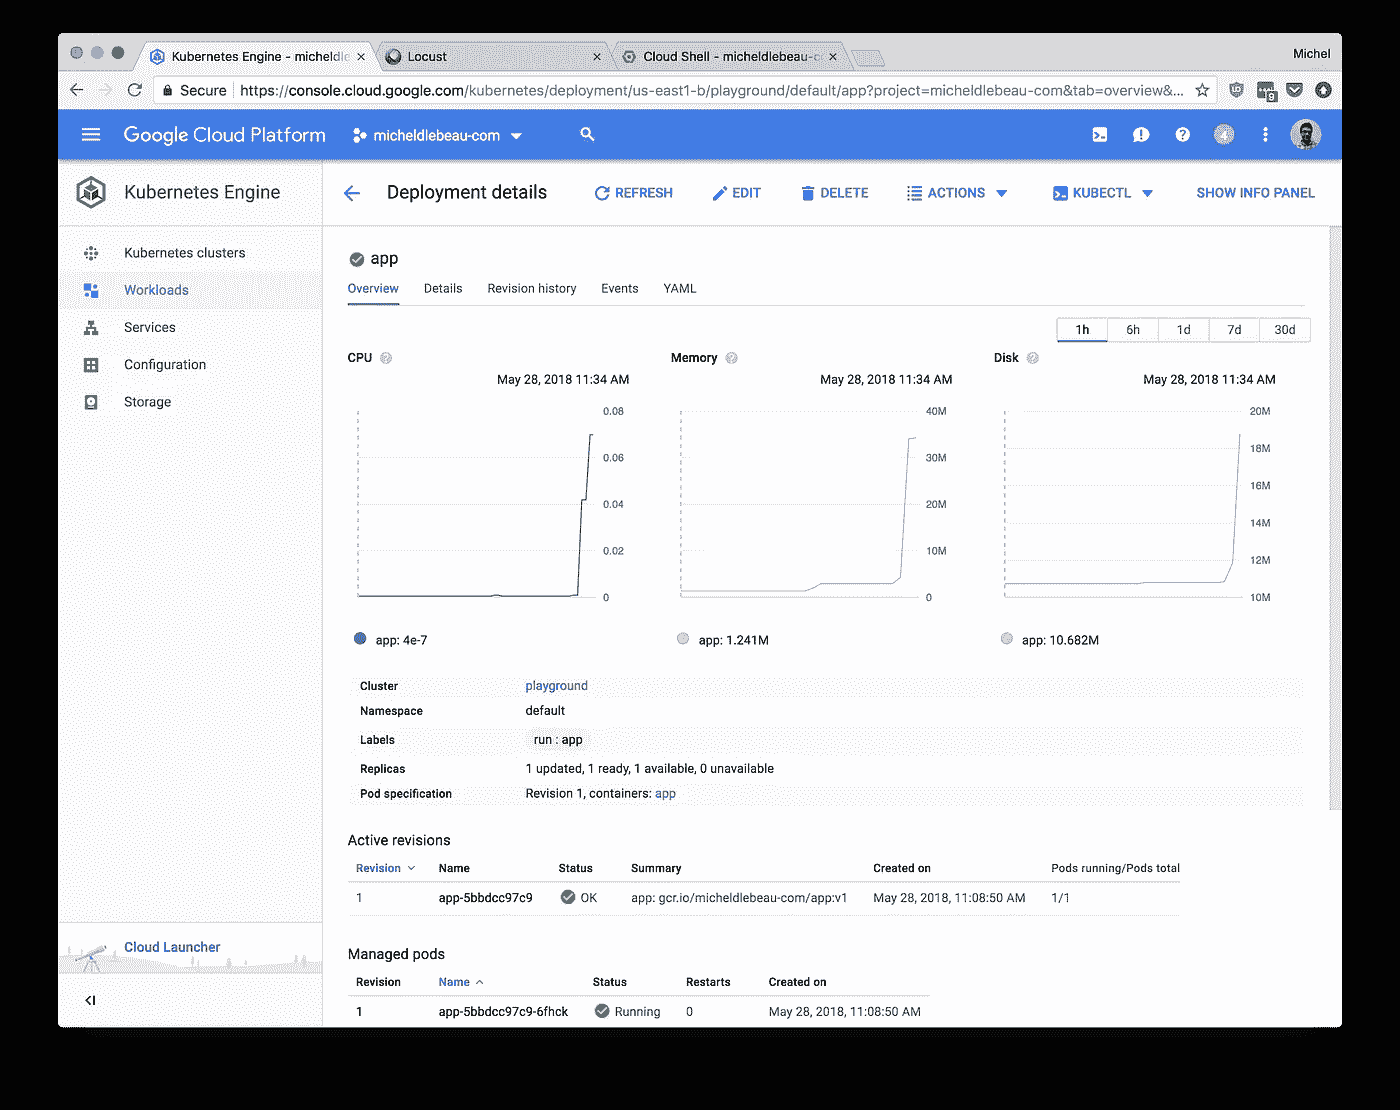 Kubernetes Engine - micheldle
Locust
Cloud Shell - micheldlebeau-c
Michel
Secure https://console.cloud.google.com/kubernetes/deployment/us-east1-b/playground/default/app?project=micheldlebeau-com&tab=overview&...
9
Google Cloud Platform micheldlebeau-com
4
Kubernetes Engine
Deployment details REFRESH EDIT DELETE ACTIONS KUBECTL SHOW INFO PANEL
Kubernetes clusters
Workloads
Services
Configuration
Storage
Cloud Launcher
app
Overview Details Revision history Events YAML
1h 6h 1d 7d 30d
CPU
May 28, 2018 11:34 AM
0.08
0.06
0.04
0.02
0
app: 4e-7
Memory
May 28, 2018 11:34 AM
40M
30M
20M
10M
0
app: 1.241M
Disk
May 28, 2018 11:34 AM
20M
18M
16M
14M
12M
10M
app: 10.682M
Cluster playground
Namespace default
Labels run : app
Replicas 1 updated, 1 ready, 1 available, 0 unavailable
Pod specification Revision 1, containers: app
Active revisions
Revision Name Status Summary Created on Pods running/Pods total
1 app-5bbdcc97c9 OK app: gcr.io/micheldlebeau-com/app:v1 May 28, 2018, 11:08:50 AM 1/1
Managed pods
Revision Name Status Restarts Created on
1 app-5bbdcc97c9-6fhck Running 0 May 28, 2018, 11:08:50 AM